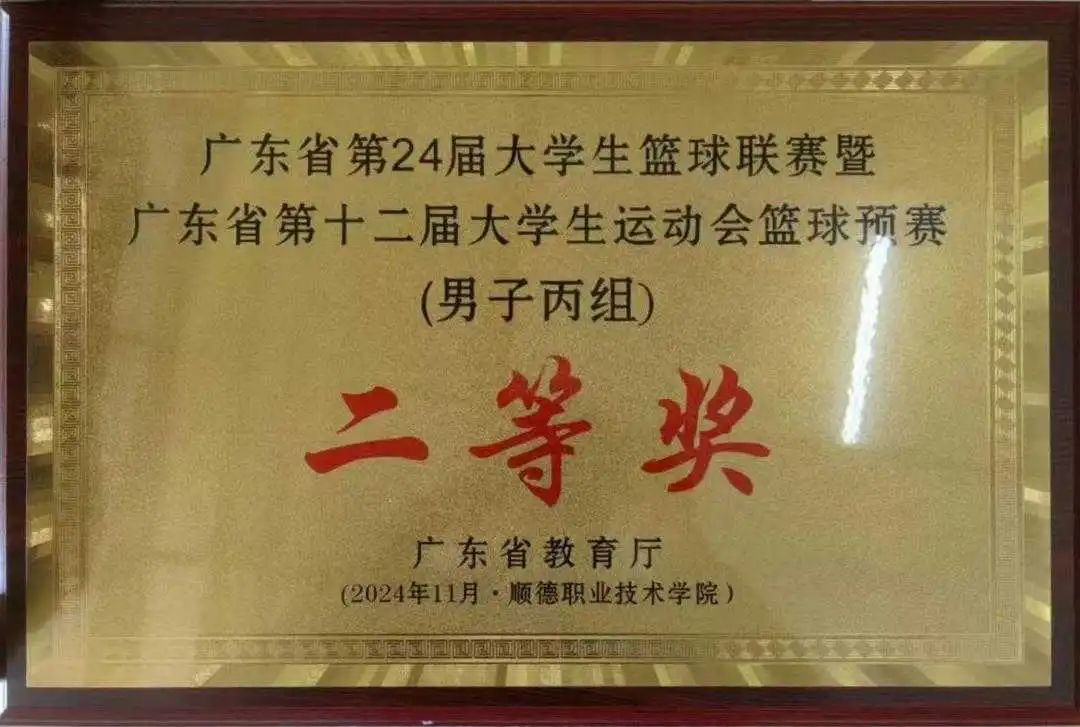 广东省第24届大学生篮球联赛暨
广东省第十二届大学生运动会篮球预赛
(男子丙组)
二等奖
广东省教育厅
(2024年11月·顺德职业技术学院)